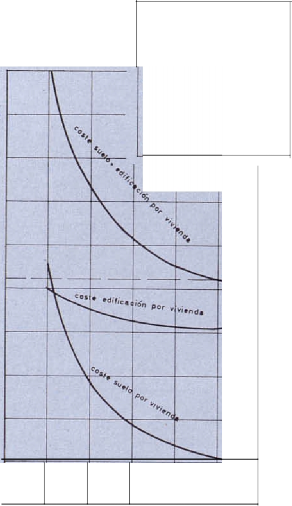 coste suelo+ edificación por vivienda
coste edificación por vivienda
coste suelo por vivienda